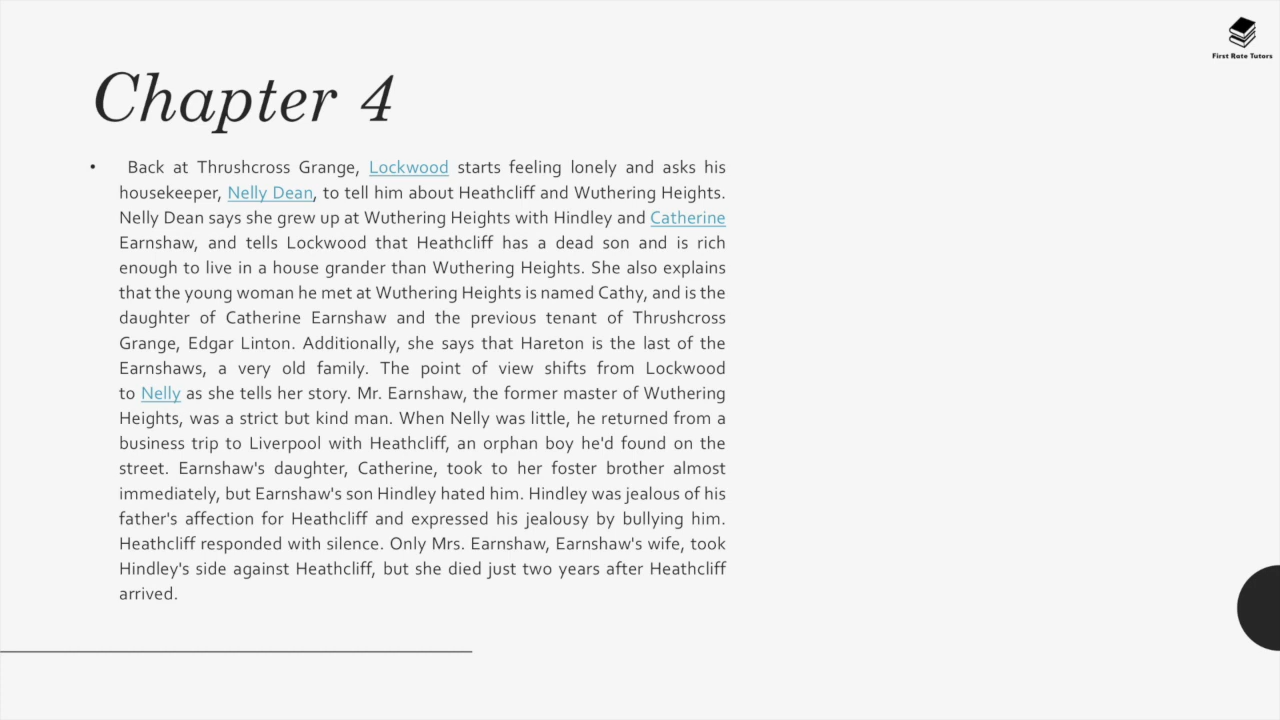 First Rate Tutors
Chapter 4
• Back at Thrushcross Grange, Lockwood starts feeling lonely and asks his
housekeeper, Nelly Dean, to tell him about Heathcliff and Wuthering Heights.
Nelly Dean says she grew up at Wuthering Heights with Hindley and Catherine
Earnshaw, and tells Lockwood that Heathcliff has a dead son and is rich
enough to live in a house grander than Wuthering Heights. She also explains
that the young woman he met at Wuthering Heights is named Cathy, and is the
daughter of Catherine Earnshaw and the previous tenant of Thrushcross
Grange, Edgar Linton. Additionally, she says that Hareton is the last of the
Earnshaws, a very old family. The point of view shifts from Lockwood
to Nelly as she tells her story. Mr. Earnshaw, the former master of Wuthering
Heights, was a strict but kind man. When Nelly was little, he returned from a
business trip to Liverpool with Heathcliff, an orphan boy he'd found on the
street. Earnshaw's daughter, Catherine, took to her foster brother almost
immediately, but Earnshaw's son Hindley hated him. Hindley was jealous of his
father's affection for Heathcliff and expressed his jealousy by bullying him.
Heathcliff responded with silence. Only Mrs. Earnshaw, Earnshaw's wife, took
Hindley's side against Heathcliff, but she died just two years after Heathcliff
arrived.